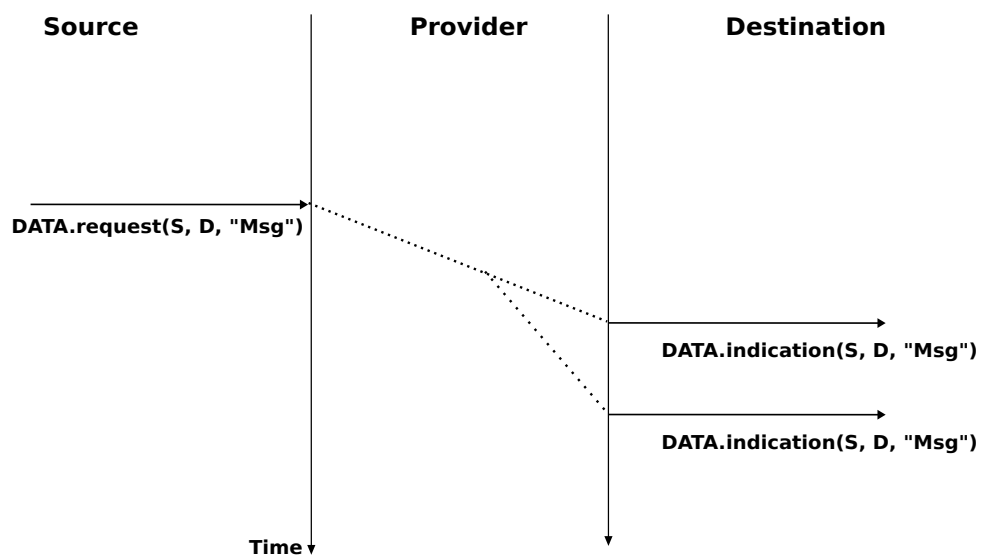 Source
Provider
Destination
DATA.request(S, D, "Msg")
DATA.indication(S, D, "Msg")
DATA.indication(S, D, "Msg")
Time